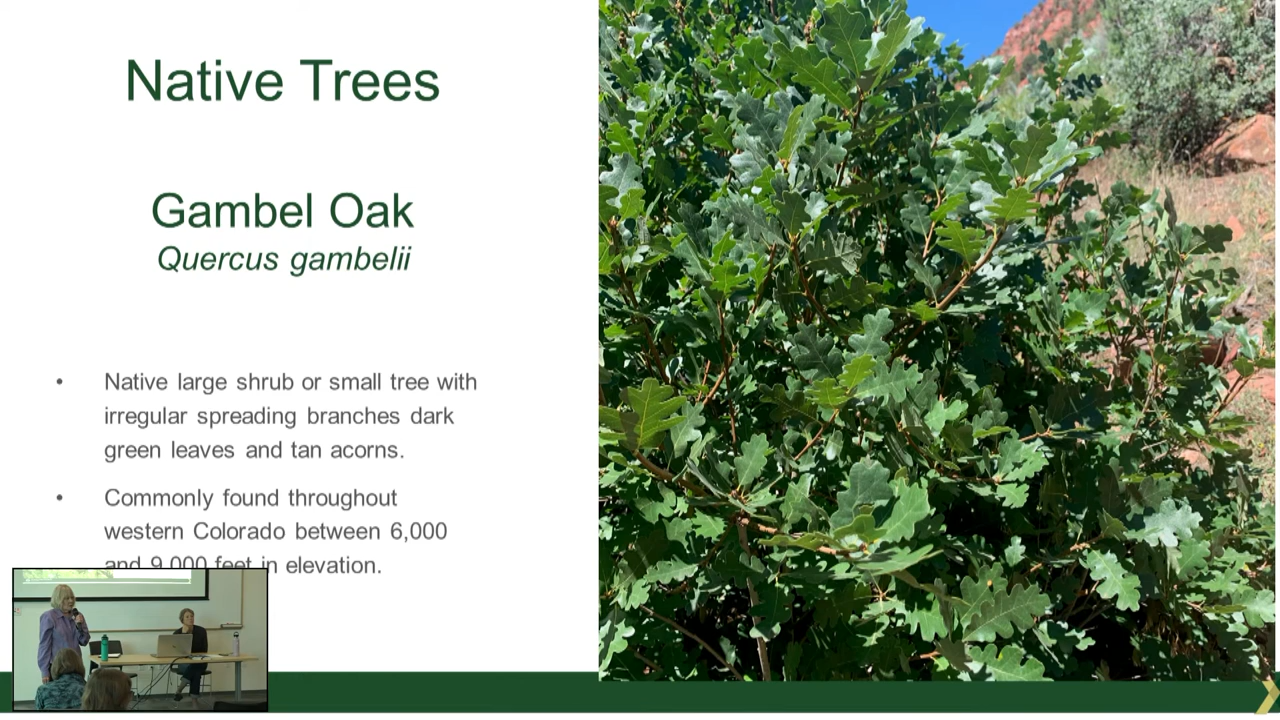 Native Trees
Gambel Oak
Quercus gambelii
• Native large shrub or small tree with
irregular spreading branches dark
green leaves and tan acorns.
• Commonly found throughout
western Colorado between 6,000
and 9,000 feet in elevation.